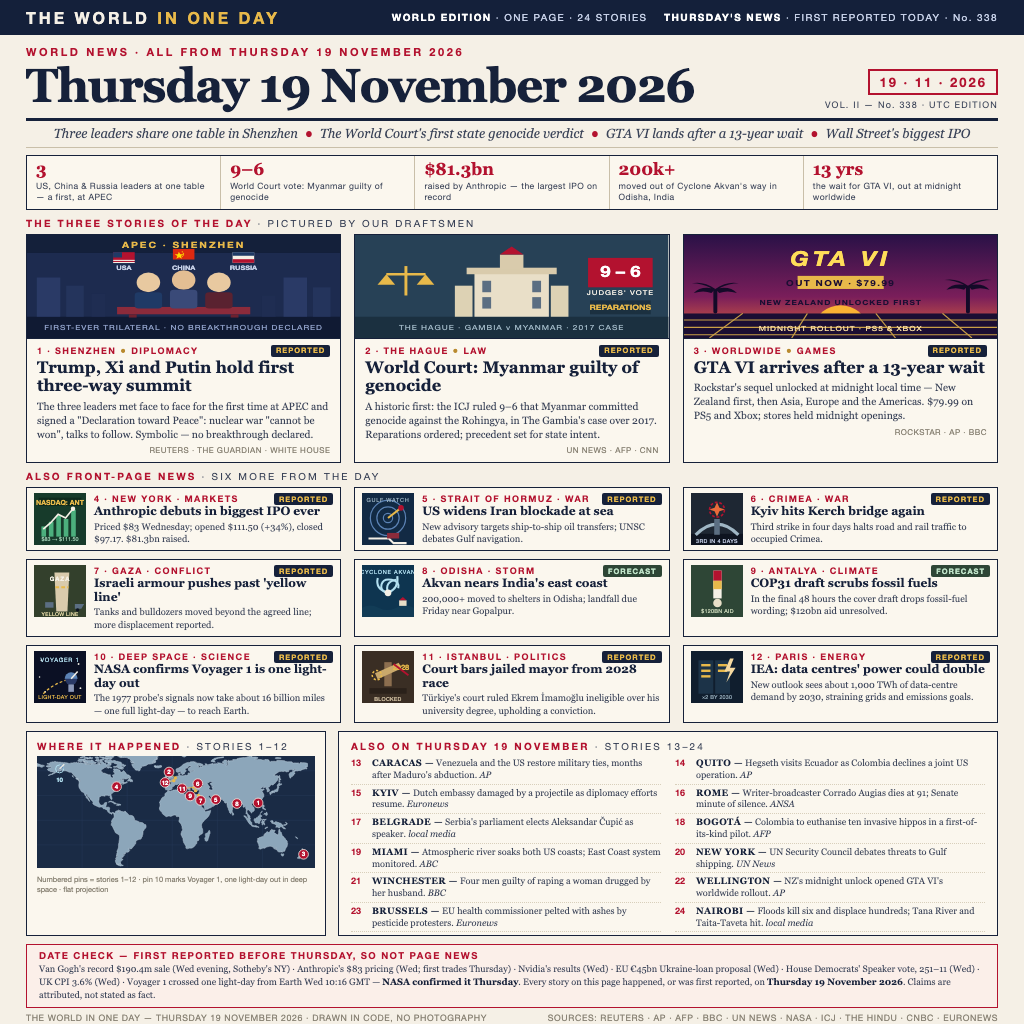 THE WORLD IN ONE DAY
WORLD EDITION · ONE PAGE · 24 STORIES THURSDAY'S NEWS · FIRST REPORTED TODAY · No. 338
WORLD NEWS · ALL FROM THURSDAY 19 NOVEMBER 2026
Thursday 19 November 2026
19 · 11 · 2026
VOL. II — No. 338 · UTC EDITION
Three leaders share one table in Shenzhen ● The World Court's first state genocide verdict ● GTA VI lands after a 13-year wait ● Wall Street's biggest IPO
3
US, China & Russia leaders at one table
— a first, at APEC
9–6
World Court vote: Myanmar guilty of
genocide
$81.3bn
raised by Anthropic — the largest IPO on
record
200k+
moved out of Cyclone Akvan's way in
Odisha, India
13 yrs
the wait for GTA VI, out at midnight
worldwide
THE THREE STORIES OF THE DAY · PICTURED BY OUR DRAFTSMEN
APEC · SHENZHEN
USA CHINA RUSSIA
FIRST-EVER TRILATERAL · NO BREAKTHROUGH DECLARED
1 · SHENZHEN ● DIPLOMACY REPORTED
Trump, Xi and Putin hold first
three-way summit
The three leaders met face to face for the first time at APEC and
signed a "Declaration toward Peace": nuclear war "cannot be
won", talks to follow. Symbolic — no breakthrough declared.
REUTERS · THE GUARDIAN · WHITE HOUSE
9 – 6
JUDGES' VOTE
REPARATIONS
THE HAGUE · GAMBIA v MYANMAR · 2017 CASE
2 · THE HAGUE ● LAW REPORTED
World Court: Myanmar guilty of
genocide
A historic first: the ICJ ruled 9–6 that Myanmar committed
genocide against the Rohingya, in The Gambia's case over 2017.
Reparations ordered; precedent set for state intent.
UN NEWS · AFP · CNN
GTA VI
OUT NOW · $79.99
NEW ZEALAND UNLOCKED FIRST
MIDNIGHT ROLLOUT · PS5 & XBOX
3 · WORLDWIDE ● GAMES REPORTED
GTA VI arrives after a 13-year wait
Rockstar's sequel unlocked at midnight local time — New
Zealand first, then Asia, Europe and the Americas. $79.99 on
PS5 and Xbox; stores held midnight openings.
ROCKSTAR · AP · BBC
ALSO FRONT-PAGE NEWS · SIX MORE FROM THE DAY
NASDAQ: ANT
$83 → $111.50
4 · NEW YORK · MARKETS REPORTED
Anthropic debuts in biggest IPO ever
Priced $83 Wednesday; opened $111.50 (+34%), closed
$97.17. $81.3bn raised.
GULF WATCH
5 · STRAIT OF HORMUZ · WAR REPORTED
US widens Iran blockade at sea
New advisory targets ship-to-ship oil transfers; UNSC
debates Gulf navigation.
3RD IN 4 DAYS
6 · CRIMEA · WAR REPORTED
Kyiv hits Kerch bridge again
Third strike in four days halts road and rail traffic to
occupied Crimea.
GAZA
YELLOW LINE
7 · GAZA · CONFLICT REPORTED
Israeli armour pushes past 'yellow
line'
Tanks and bulldozers moved beyond the agreed line;
more displacement reported.
CYCLONE AKVAN
8 · ODISHA · STORM FORECAST
Akvan nears India's east coast
200,000+ moved to shelters in Odisha; landfall due
Friday near Gopalpur.
$120BN AID
9 · ANTALYA · CLIMATE FORECAST
COP31 draft scrubs fossil fuels
In the final 48 hours the cover draft drops fossil-fuel
wording; $120bn aid unresolved.
VOYAGER 1
LIGHT-DAY OUT
10 · DEEP SPACE · SCIENCE REPORTED
NASA confirms Voyager 1 is one light-
day out
The 1977 probe's signals now take about 16 billion miles
— one full light-day — to reach Earth.
2028
BLOCKED
11 · ISTANBUL · POLITICS REPORTED
Court bars jailed mayor from 2028
race
Türkiye's court ruled Ekrem İmamoğlu ineligible over his
university degree, upholding a conviction.
x2 BY 2030
12 · PARIS · ENERGY REPORTED
IEA: data centres' power could double
New outlook sees about 1,000 TWh of data-centre
demand by 2030, straining grids and emissions goals.
WHERE IT HAPPENED · STORIES 1–12
10
2
12
4
11
6
9
7
5
8
1
3
Numbered pins = stories 1–12 · pin 10 marks Voyager 1, one light-day out in deep
space · flat projection
ALSO ON THURSDAY 19 NOVEMBER · STORIES 13–24
13 CARACAS — Venezuela and the US restore military ties, months
after Maduro's abduction. AP
14 QUITO — Hegseth visits Ecuador as Colombia declines a joint US
operation. AP
15 KYIV — Dutch embassy damaged by a projectile as diplomacy efforts
resume. Euronews
16 ROME — Writer-broadcaster Corrado Augias dies at 91; Senate
minute of silence. ANSA
17 BELGRADE — Serbia's parliament elects Aleksandar Čupić as
speaker. local media
18 BOGOTÁ — Colombia to euthanise ten invasive hippos in a first-of-
its-kind pilot. AFP
19 MIAMI — Atmospheric river soaks both US coasts; East Coast system
monitored. ABC
20 NEW YORK — UN Security Council debates threats to Gulf
shipping. UN News
21 WINCHESTER — Four men guilty of raping a woman drugged by
her husband. BBC
22 WELLINGTON — NZ's midnight unlock opened GTA VI's
worldwide rollout. AP
23 BRUSSELS — EU health commissioner pelted with ashes by
pesticide protesters. Euronews
24 NAIROBI — Floods kill six and displace hundreds; Tana River and
Taita-Taveta hit. local media
DATE CHECK — FIRST REPORTED BEFORE THURSDAY, SO NOT PAGE NEWS
Van Gogh's record $190.4m sale (Wed evening, Sotheby's NY) · Anthropic's $83 pricing (Wed; first trades Thursday) · Nvidia's results (Wed) · EU €45bn Ukraine-loan proposal (Wed) · House Democrats' Speaker vote, 251–11 (Wed) ·
UK CPI 3.6% (Wed) · Voyager 1 crossed one light-day from Earth Wed 10:16 GMT — NASA confirmed it Thursday. Every story on this page happened, or was first reported, on Thursday 19 November 2026. Claims are
attributed, not stated as fact.
THE WORLD IN ONE DAY — THURSDAY 19 NOVEMBER 2026 · DRAWN IN CODE, NO PHOTOGRAPHY
SOURCES: REUTERS · AP · AFP · BBC · UN NEWS · NASA · ICJ · THE HINDU · CNBC · EURONEWS